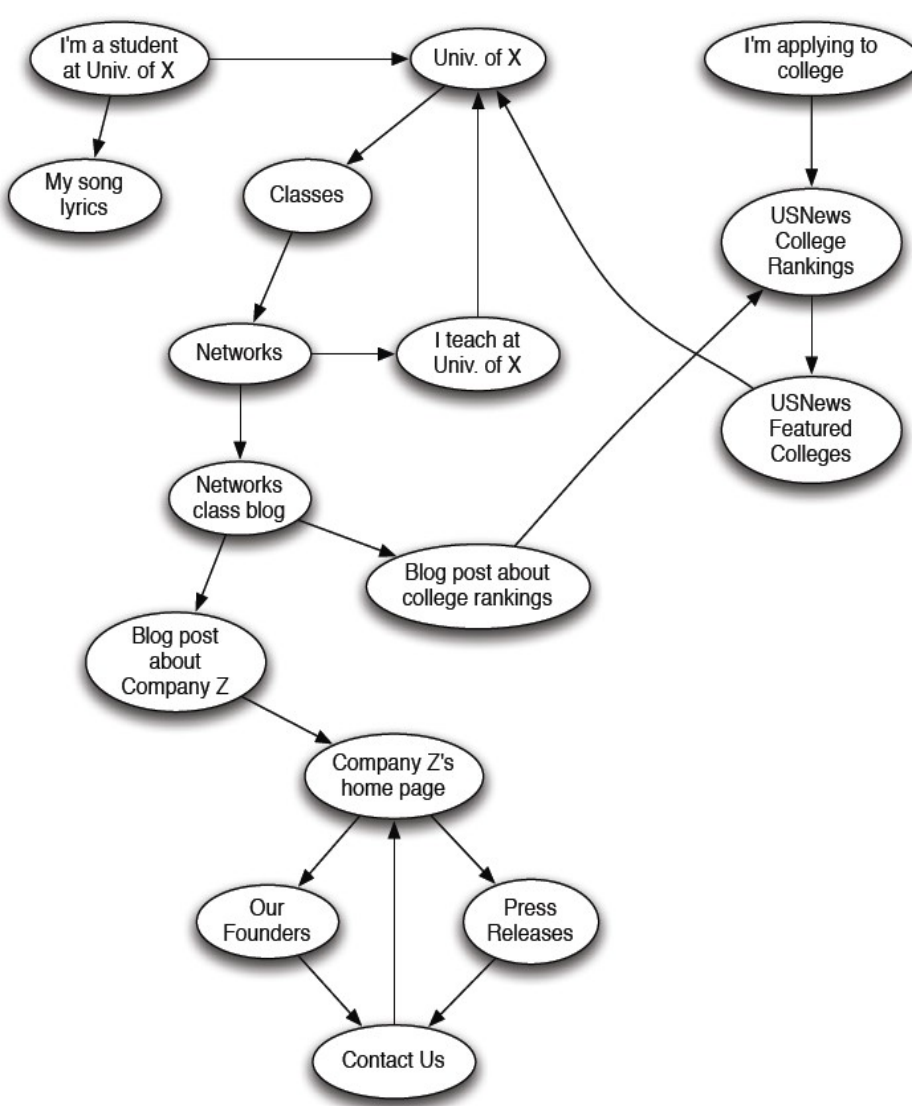 I'm a student
at Univ. of X
Univ. of X
I'm applying to
college
My song
lyrics
Classes
USNews
College
Rankings
Networks
I teach at
Univ. of X
USNews
Featured
Colleges
Networks
class blog
Blog post about
college rankings
Blog post
about
Company Z
Company Z's
home page
Our
Founders
Press
Releases
Contact Us